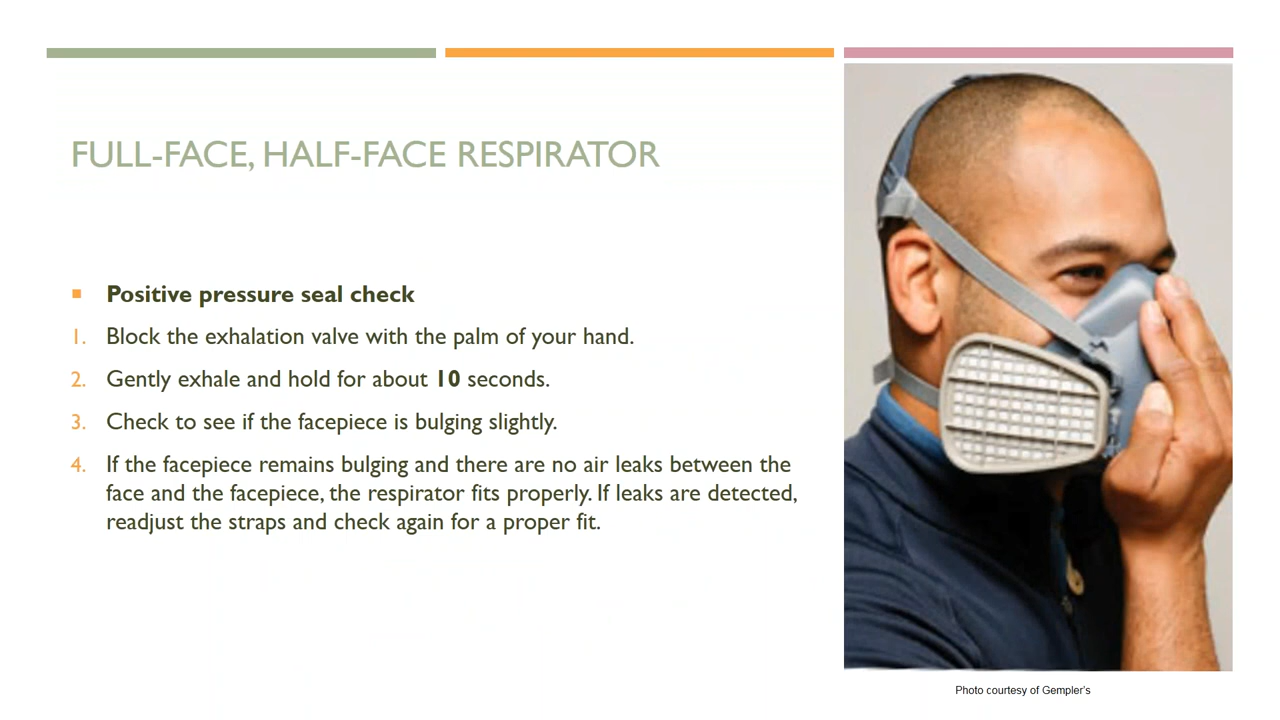 FULL-FACE, HALF-FACE RESPIRATOR
Positive pressure seal check
1. Block the exhalation valve with the palm of your hand.
2. Gently exhale and hold for about 10 seconds.
3. Check to see if the facepiece is bulging slightly.
4. If the facepiece remains bulging and there are no air leaks between the
face and the facepiece, the respirator fits properly. If leaks are detected,
readjust the straps and check again for a proper fit.
Photo courtesy of Gempler's